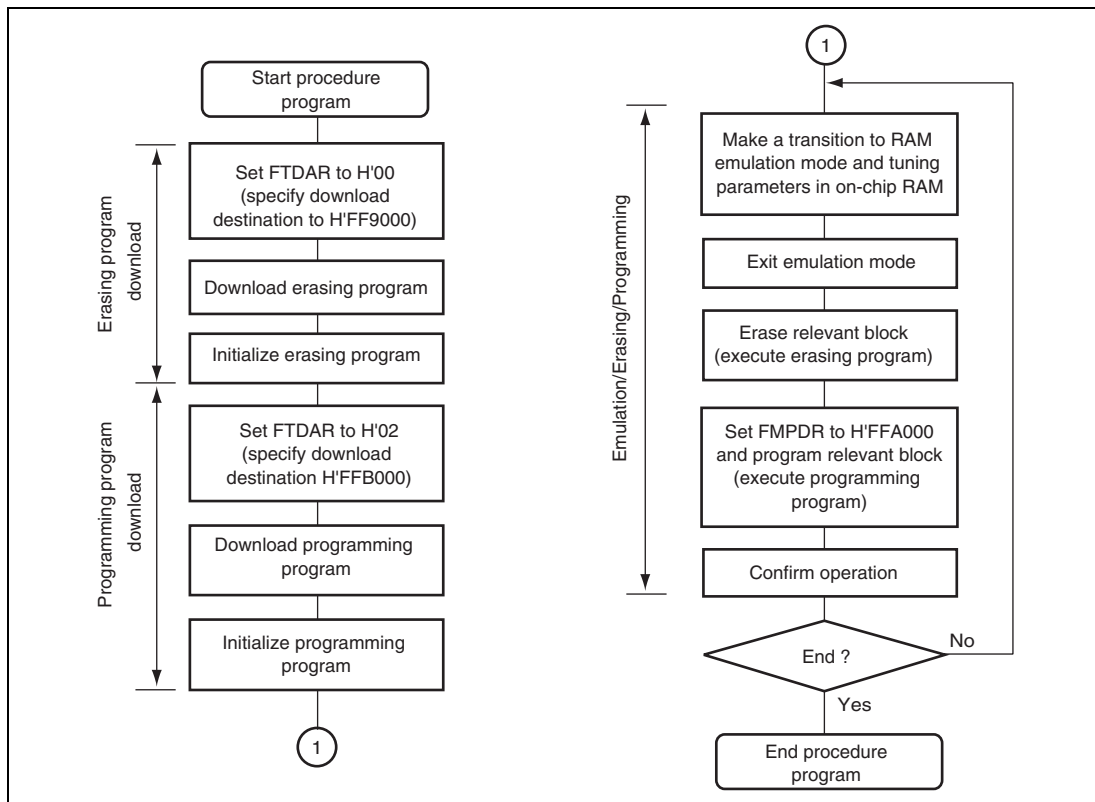 Start procedure
program
Erasing program
download
Set FTDAR to H'00
(specify download
destination to H'FF9000)
Download erasing program
Initialize erasing program
Programming program
download
Set FTDAR to H'02
(specify download
destination H'FFB000)
Download programming
program
Initialize programming
program
1
1
Emulation/Erasing/Programming
Make a transition to RAM
emulation mode and tuning
parameters in on-chip RAM
Exit emulation mode
Erase relevant block
(execute erasing program)
Set FMPDR to H'FFA000
and program relevant block
(execute programming
program)
Confirm operation
End ?
No
Yes
End procedure
program